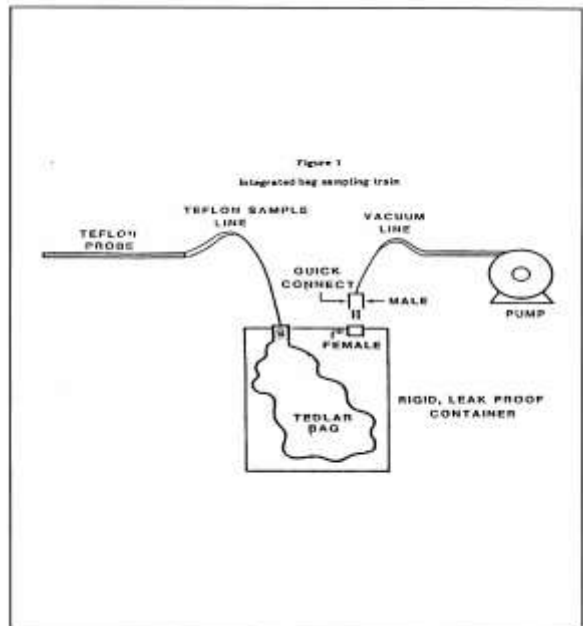 Figure 1
Integrated bag sampling train
TEFLON SAMPLE
LINE
VACUUM
LINE
TEFLON
PROBE
QUICK
CONNECT
MALE
PUMP
FEMALE
RIGID, LEAK PROOF
CONTAINER
TEDLAR
BAG